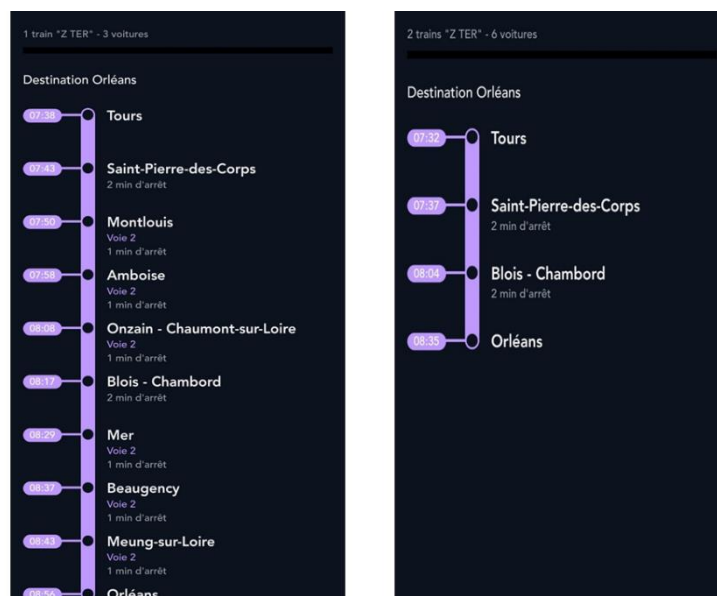 1 train "Z TER" - 3 voitures
Destination Orléans
07:38 Tours
07:43 Saint-Pierre-des-Corps
2 min d'arrêt
07:50 Montlouis
Voie 2
1 min d'arrêt
07:58 Amboise
Voie 2
1 min d'arrêt
08:08 Onzain - Chaumont-sur-Loire
Voie 2
1 min d'arrêt
08:17 Blois - Chambord
2 min d'arrêt
08:29 Mer
Voie 2
1 min d'arrêt
08:37 Beaugency
Voie 2
1 min d'arrêt
08:43 Meung-sur-Loire
Voie 2
1 min d'arrêt
08:56 Orléans
2 trains "Z TER" - 6 voitures
Destination Orléans
07:32 Tours
07:37 Saint-Pierre-des-Corps
2 min d'arrêt
08:04 Blois - Chambord
2 min d'arrêt
08:35 Orléans